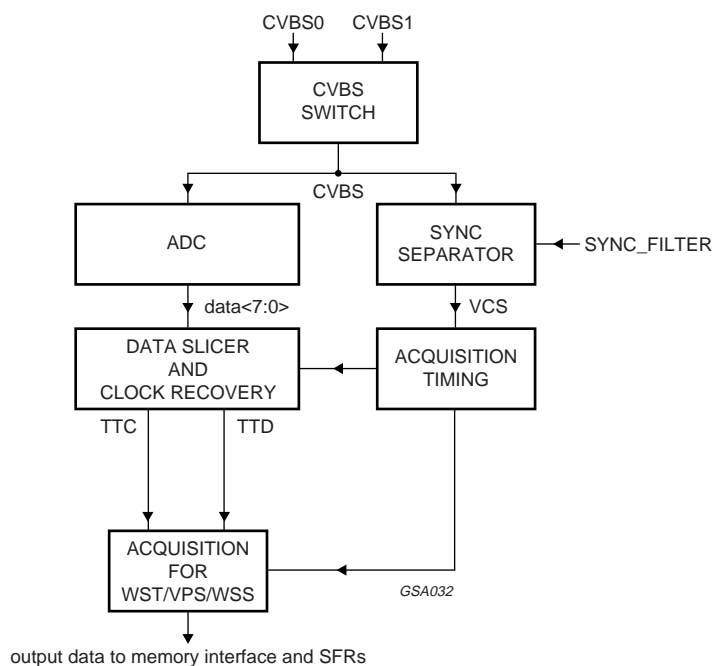 CVBS0
CVBS1
CVBS
SWITCH
CVBS
ADC
SYNC
SEPARATOR
SYNC_FILTER
data<7:0>
VCS
DATA SLICER
AND
CLOCK RECOVERY
ACQUISITION
TIMING
TTC
TTD
ACQUISITION
FOR
WST/VPS/WSS
GSA032
output data to memory interface and SFRs